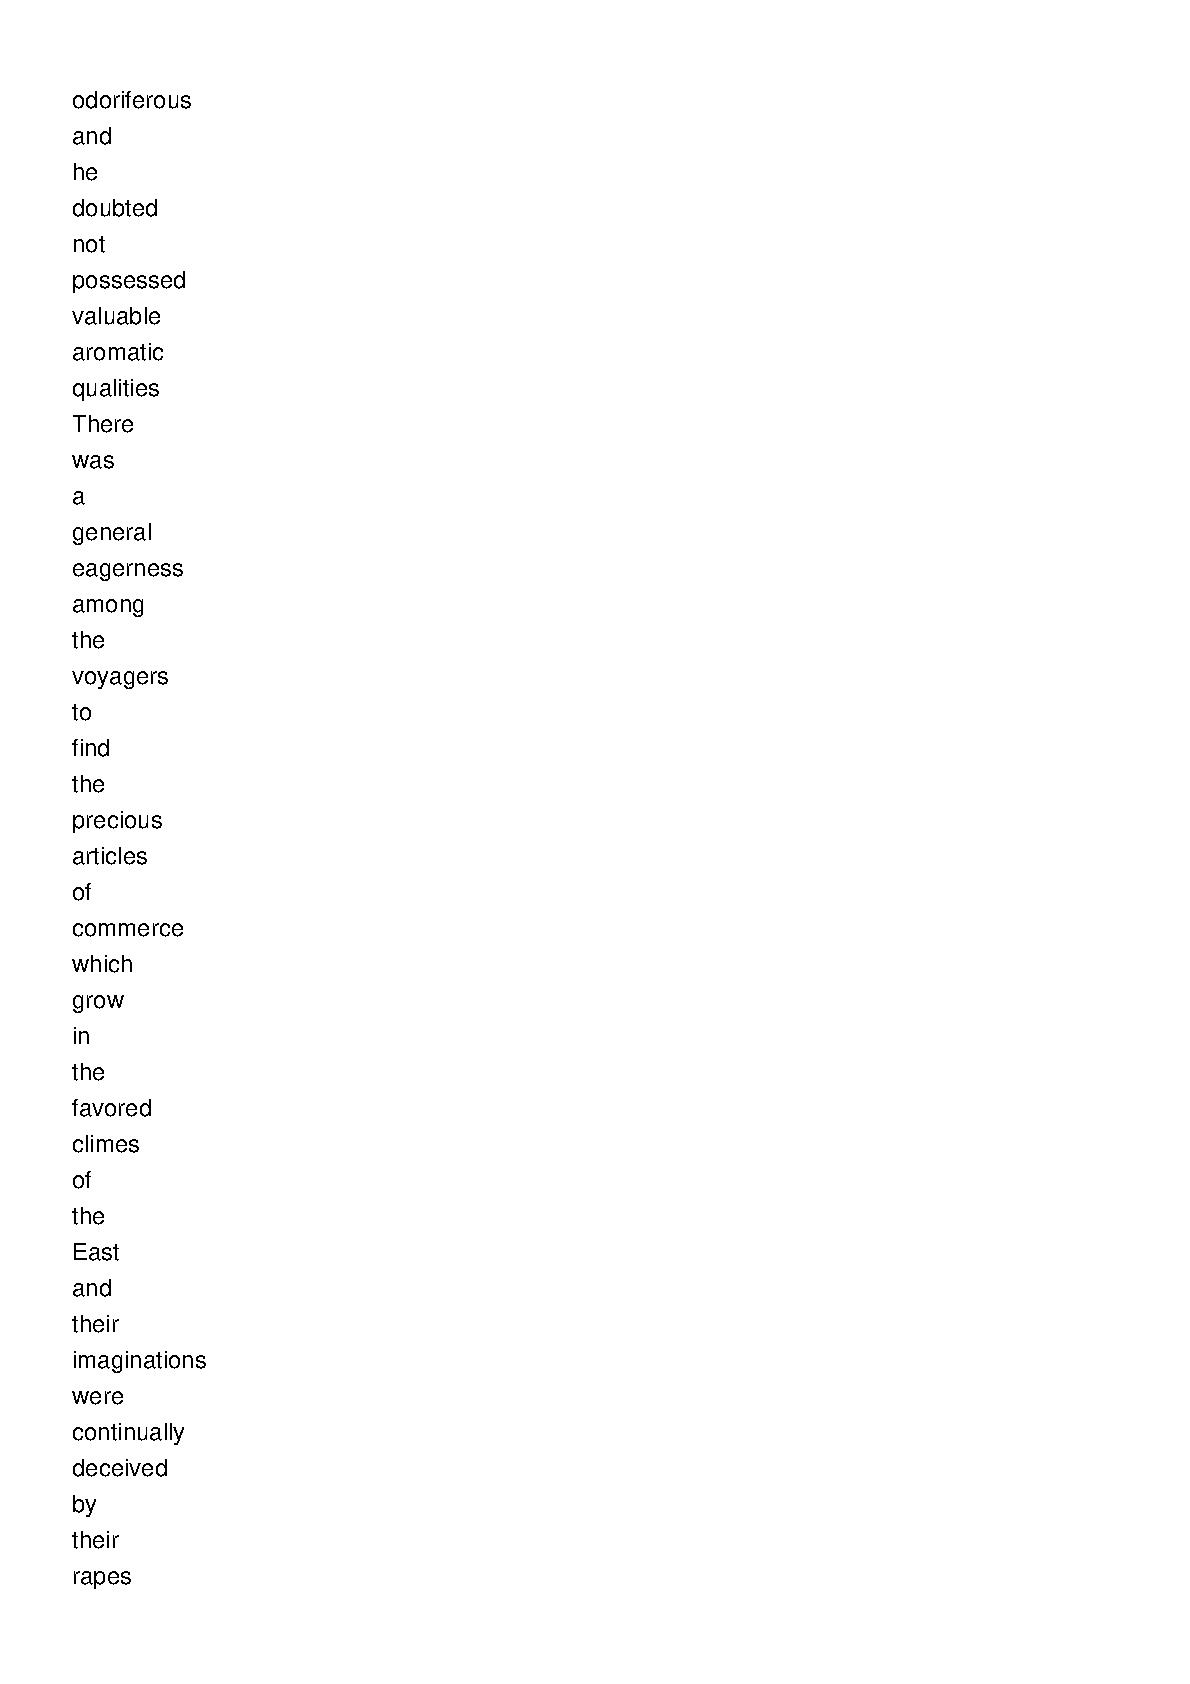 odoriferous
and
he
doubted
not
possessed
valuable
aromatic
qualities
There
was
a
general
eagerness
among
the
voyagers
to
find
the
precious
articles
of
commerce
which
grow
in
the
favored
climes
of
the
East
and
their
imaginations
were
continually
deceived
by
their
rapes